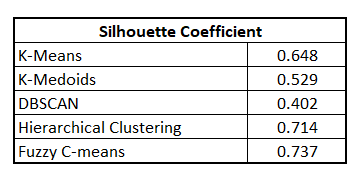 Silhouette Coefficient
K-Means 0.648
K-Medoids 0.529
DBSCAN 0.402
Hierarchical Clustering 0.714
Fuzzy C-means 0.737